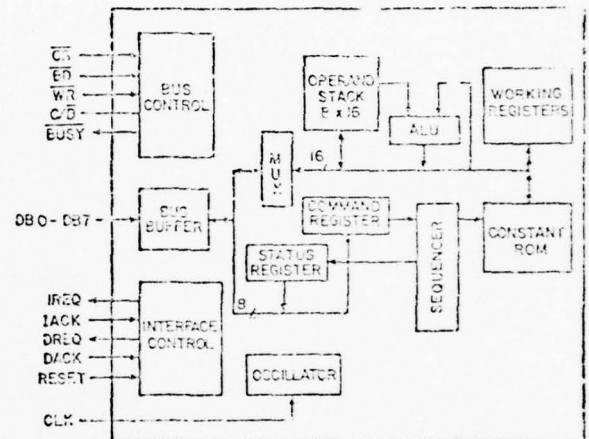 CS
RD
WR
C/D
BUSY
BUS
CONTROL
OPERAND
STACK
8 x 16
WORKING
REGISTERS
ALU
MUX
16
DB0-DB7
BUS
BUFFER
COMMAND
REGISTER
STATUS
REGISTER
SEQUENCER
CONSTANT
ROM
8
IREQ
IACK
DREQ
DACK
RESET
INTERFACE
CONTROL
OSCILLATOR
CLK